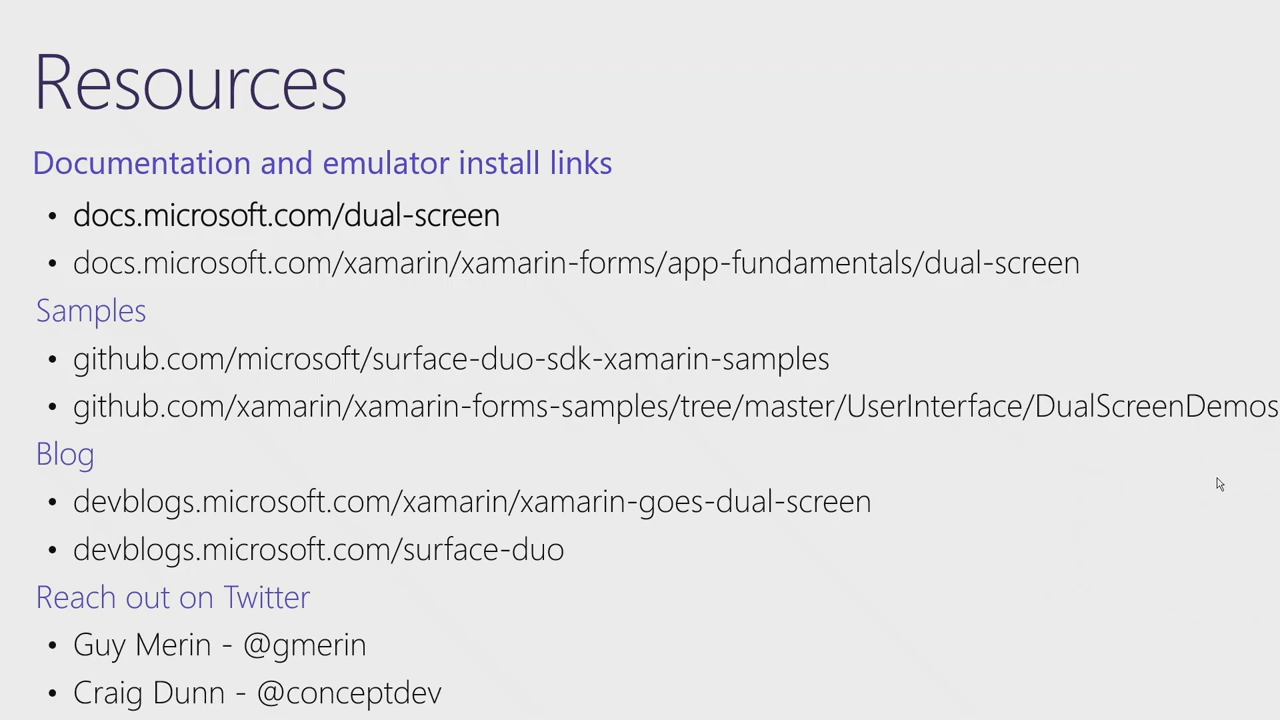 Resources
Documentation and emulator install links
• docs.microsoft.com/dual-screen
• docs.microsoft.com/xamarin/xamarin-forms/app-fundamentals/dual-screen
Samples
• github.com/microsoft/surface-duo-sdk-xamarin-samples
• github.com/xamarin/xamarin-forms-samples/tree/master/UserInterface/DualScreenDemos
Blog
• devblogs.microsoft.com/xamarin/xamarin-goes-dual-screen
• devblogs.microsoft.com/surface-duo
Reach out on Twitter
• Guy Merin - @gmerin
• Craig Dunn - @conceptdev